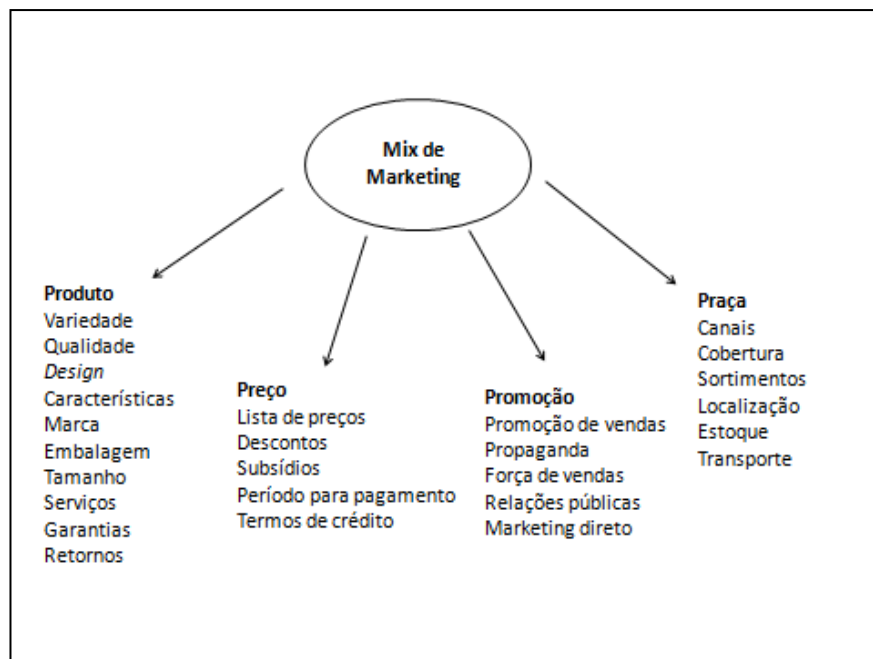 Mix de
Marketing
Produto
Variedade
Qualidade
Design
Características
Marca
Embalagem
Tamanho
Serviços
Garantias
Retornos
Preço
Lista de preços
Descontos
Subsídios
Período para pagamento
Termos de crédito
Promoção
Promoção de vendas
Propaganda
Força de vendas
Relações públicas
Marketing direto
Praça
Canais
Cobertura
Sortimentos
Localização
Estoque
Transporte